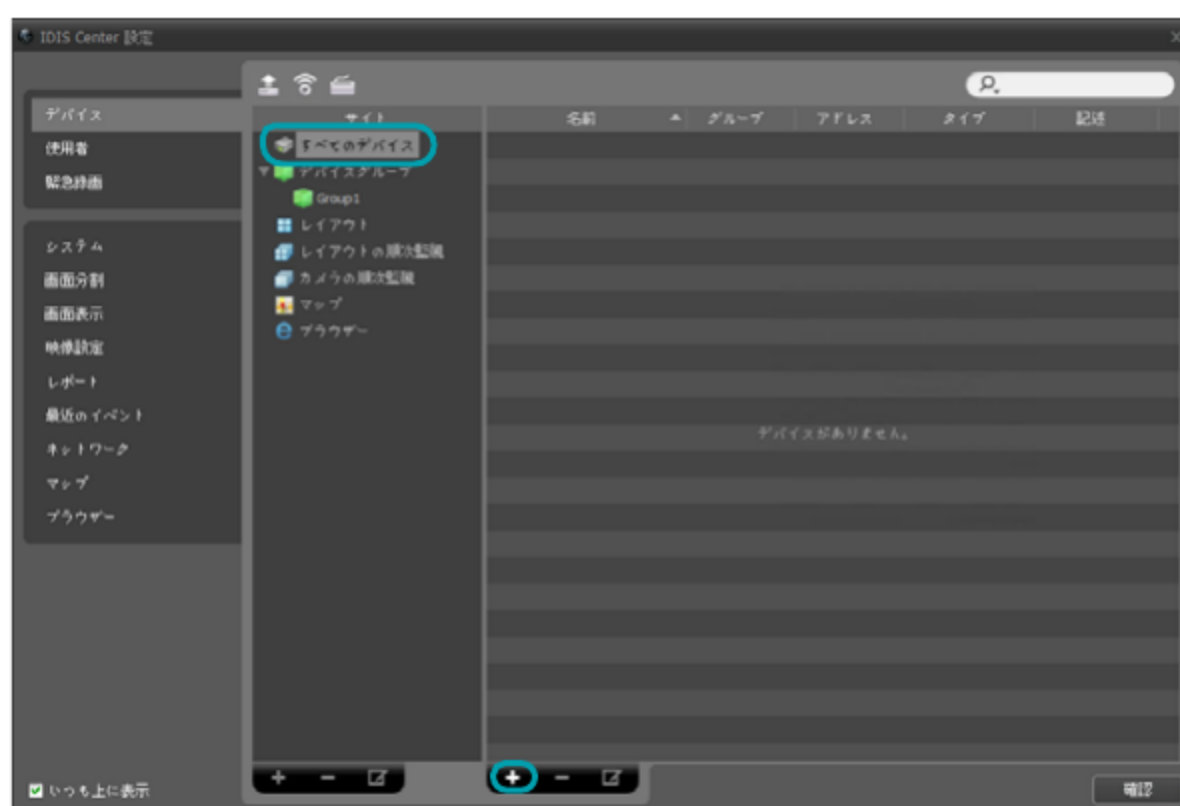 IDIS Center 設定
デバイス
使用者
緊急録画
システム
画面分割
画面表示
映像設定
レポート
最近のイベント
ネットワーク
マップ
ブラウザー
いつも上に表示
サイト
すべてのデバイス
デバイスグループ
Group1
レイアウト
レイアウトの順次監視
カメラの順次監視
マップ
ブラウザー
名前 グループ アドレス タイプ 記述
デバイスがありません。
確認